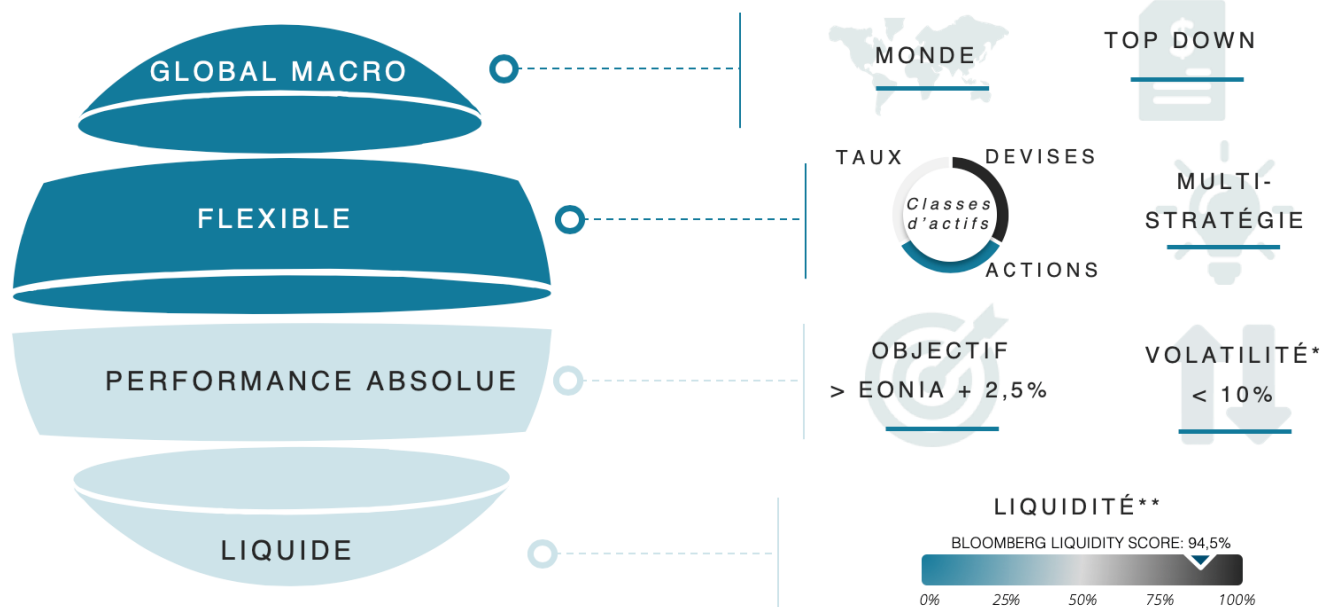 GLOBAL MACRO
MONDE
TOP DOWN
FLEXIBLE
TAUX
DEVISES
Classes
d'actifs
ACTIONS
MULTI-
STRATÉGIE
PERFORMANCE ABSOLUE
OBJECTIF
> EONIA + 2,5%
VOLATILITÉ*
< 10%
LIQUIDE
LIQUIDITÉ**
BLOOMBERG LIQUIDITY SCORE: 94,5%
0% 25% 50% 75% 100%